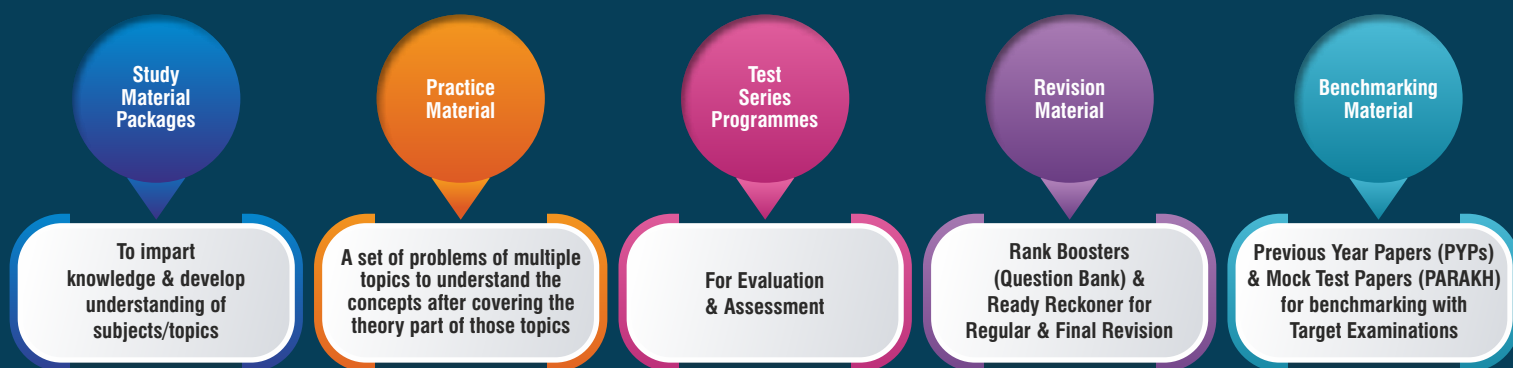 Study
Material
Packages
Practice
Material
Test
Series
Programmes
Revision
Material
Benchmarking
Material
To impart
knowledge & develop
understanding of
subjects/topics
A set of problems of multiple
topics to understand the
concepts after covering the
theory part of those topics
For Evaluation
& Assessment
Rank Boosters
(Question Bank) &
Ready Reckoner for
Regular & Final Revision
Previous Year Papers (PYPs)
& Mock Test Papers (PARAKH)
for benchmarking with
Target Examinations